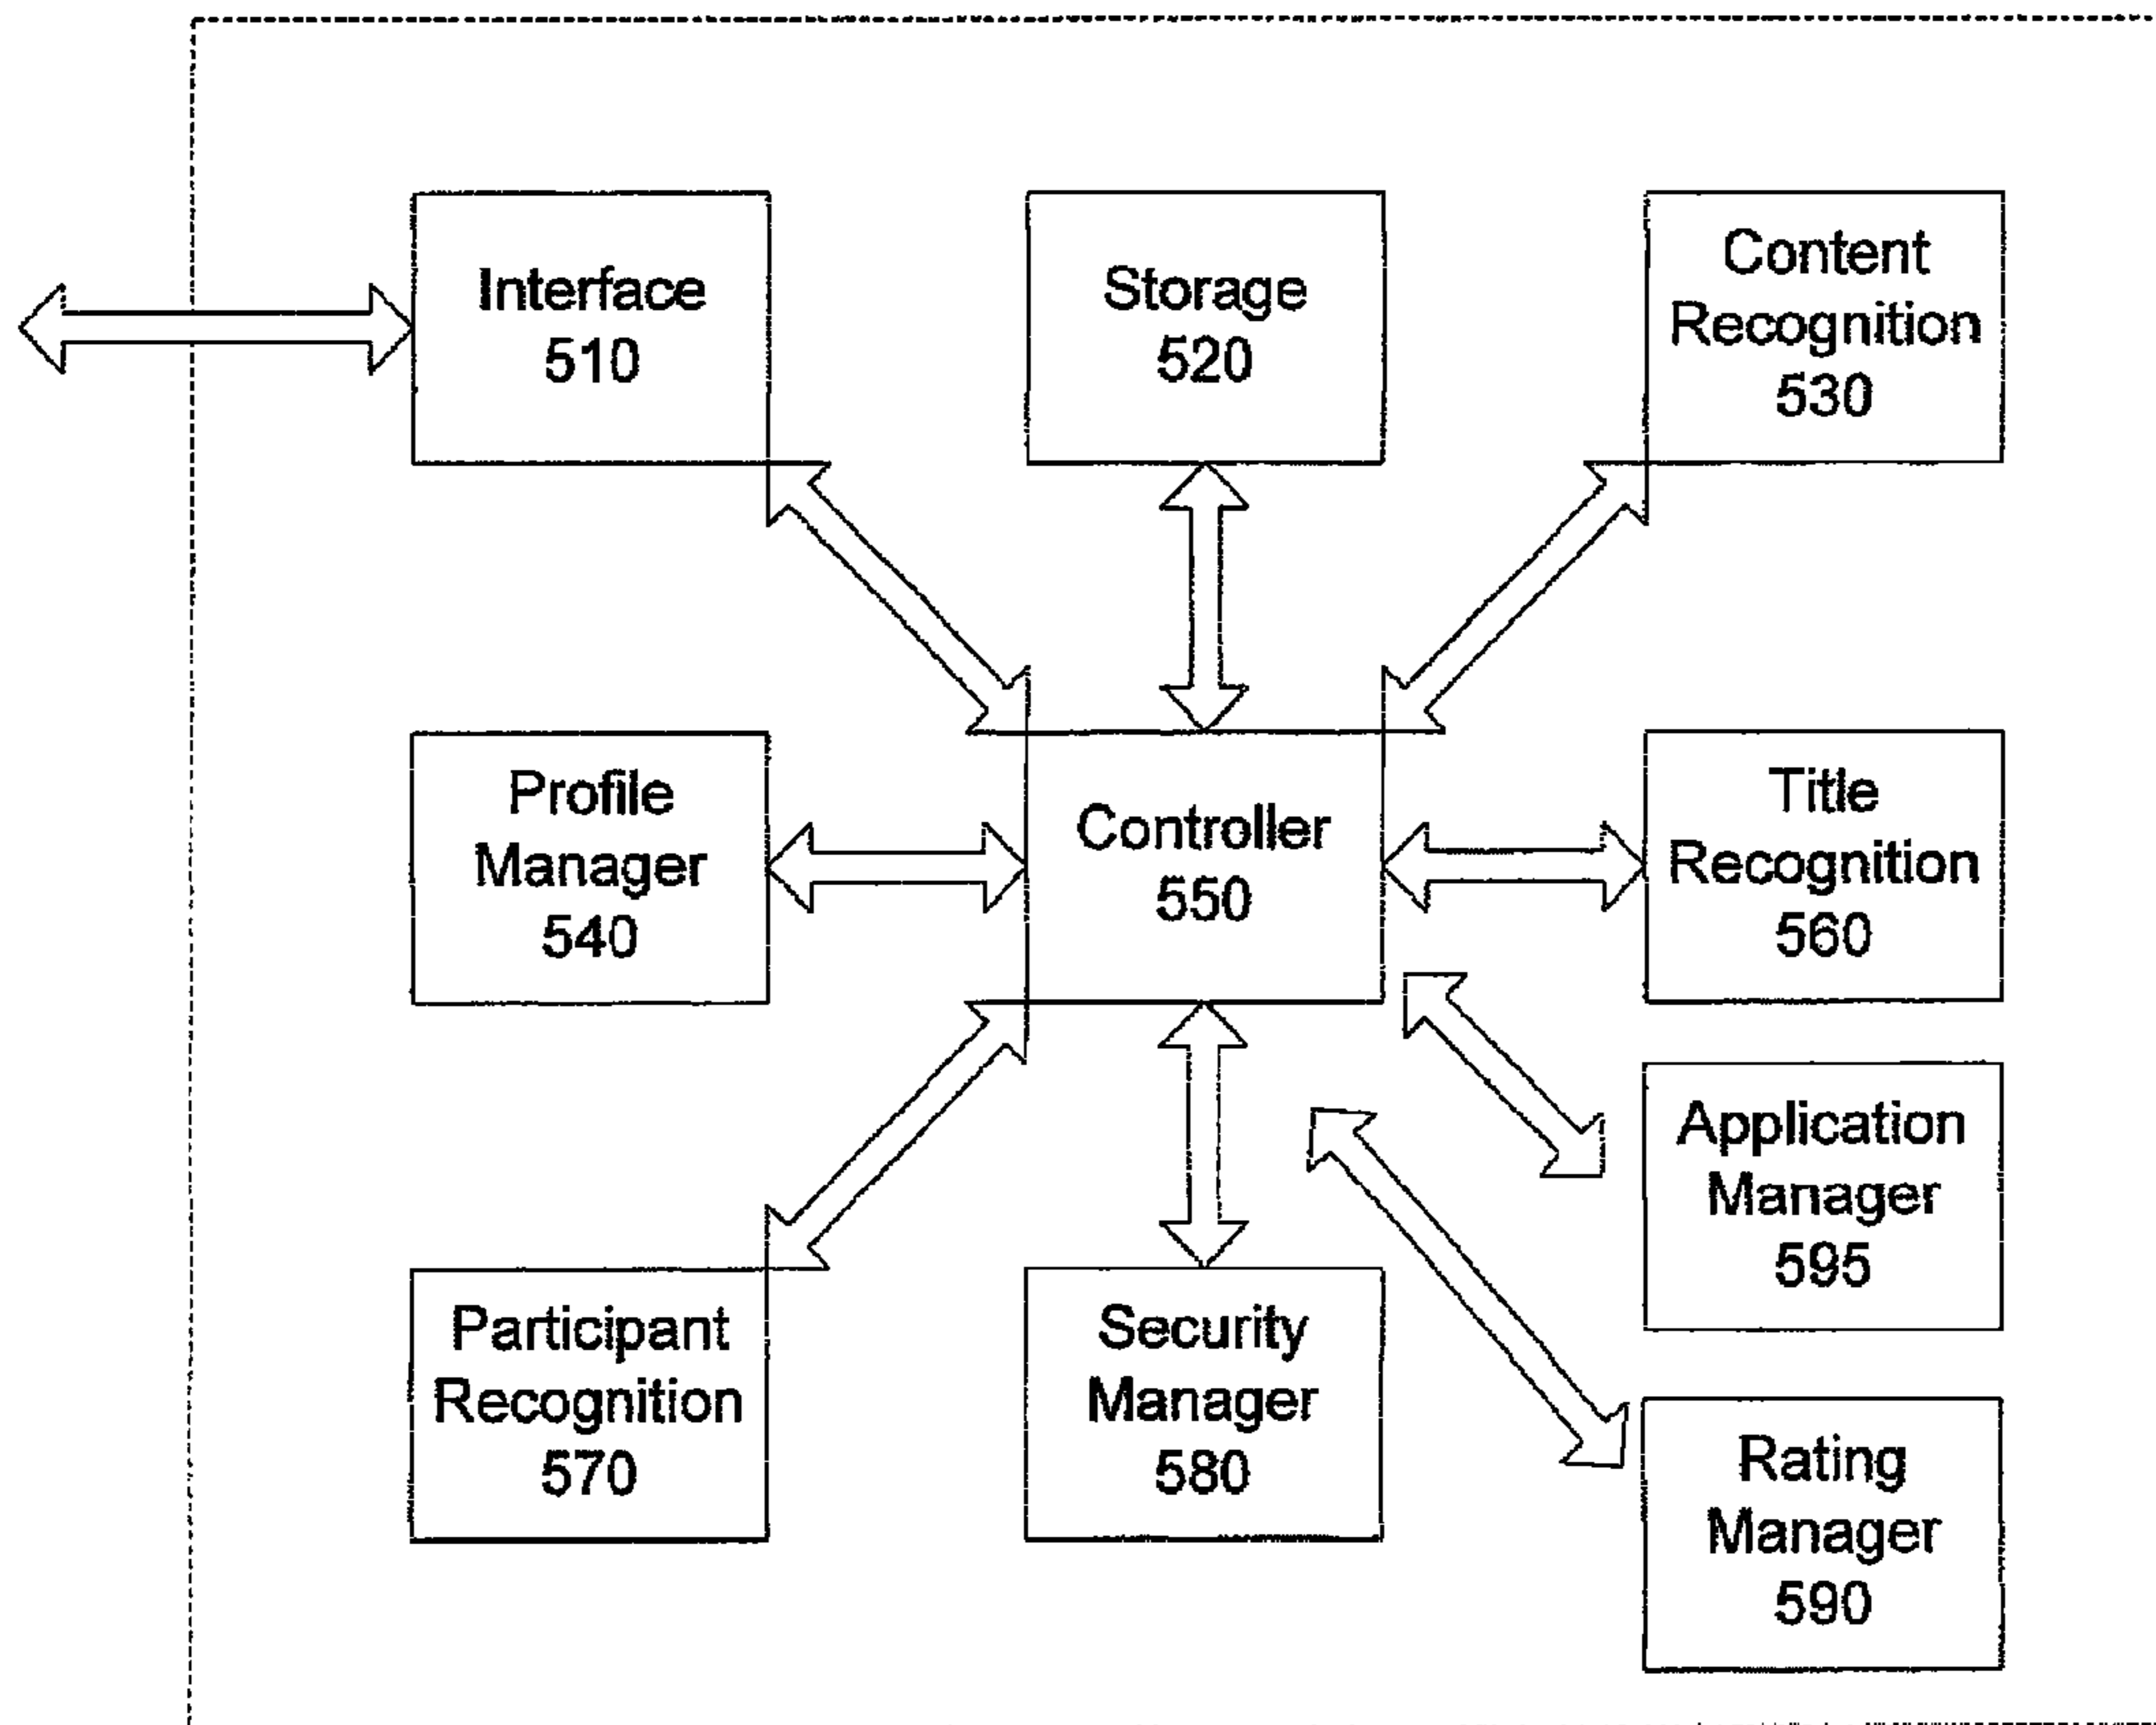 Interface
510
Storage
520
Content
Recognition
530
Profile
Manager
540
Controller
550
Title
Recognition
560
Application
Manager
595
Participant
Recognition
570
Security
Manager
580
Rating
Manager
590